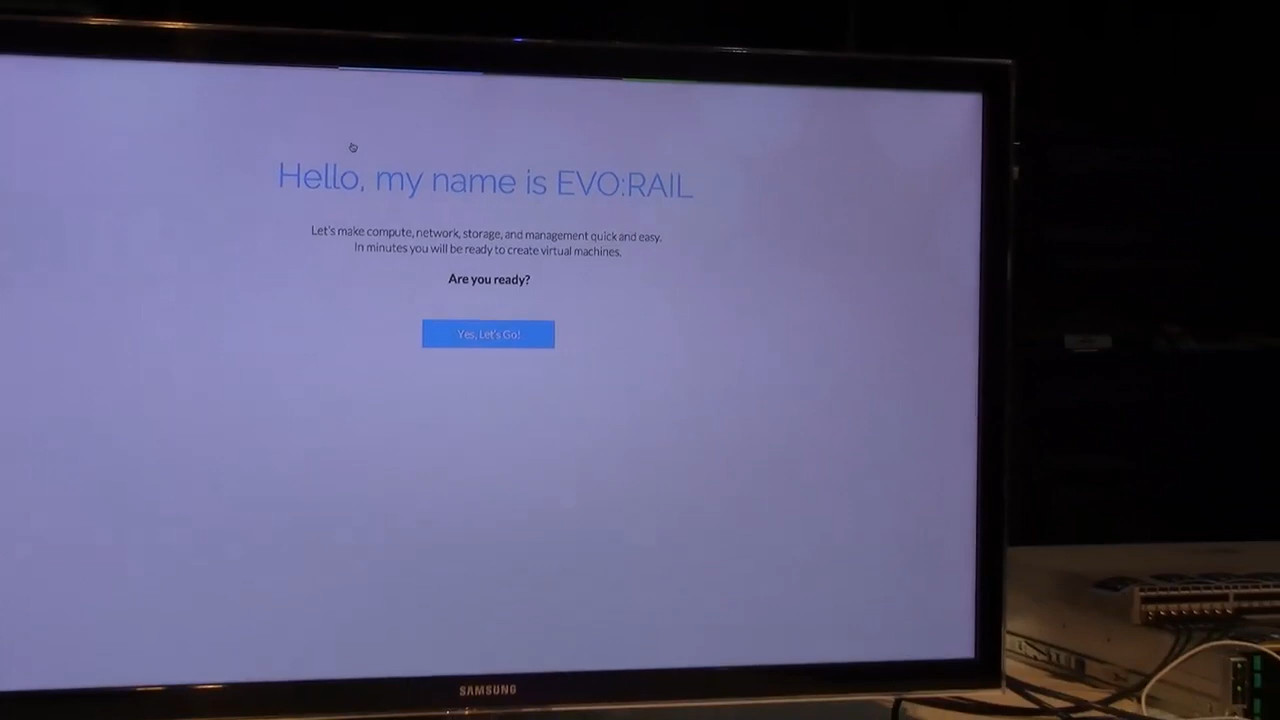 Hello, my name is EVO:RAIL
Let's make compute, network, storage, and management quick and easy.
In minutes you will be ready to create virtual machines.
Are you ready?
Yes, Let's Go!
SAMSUNG